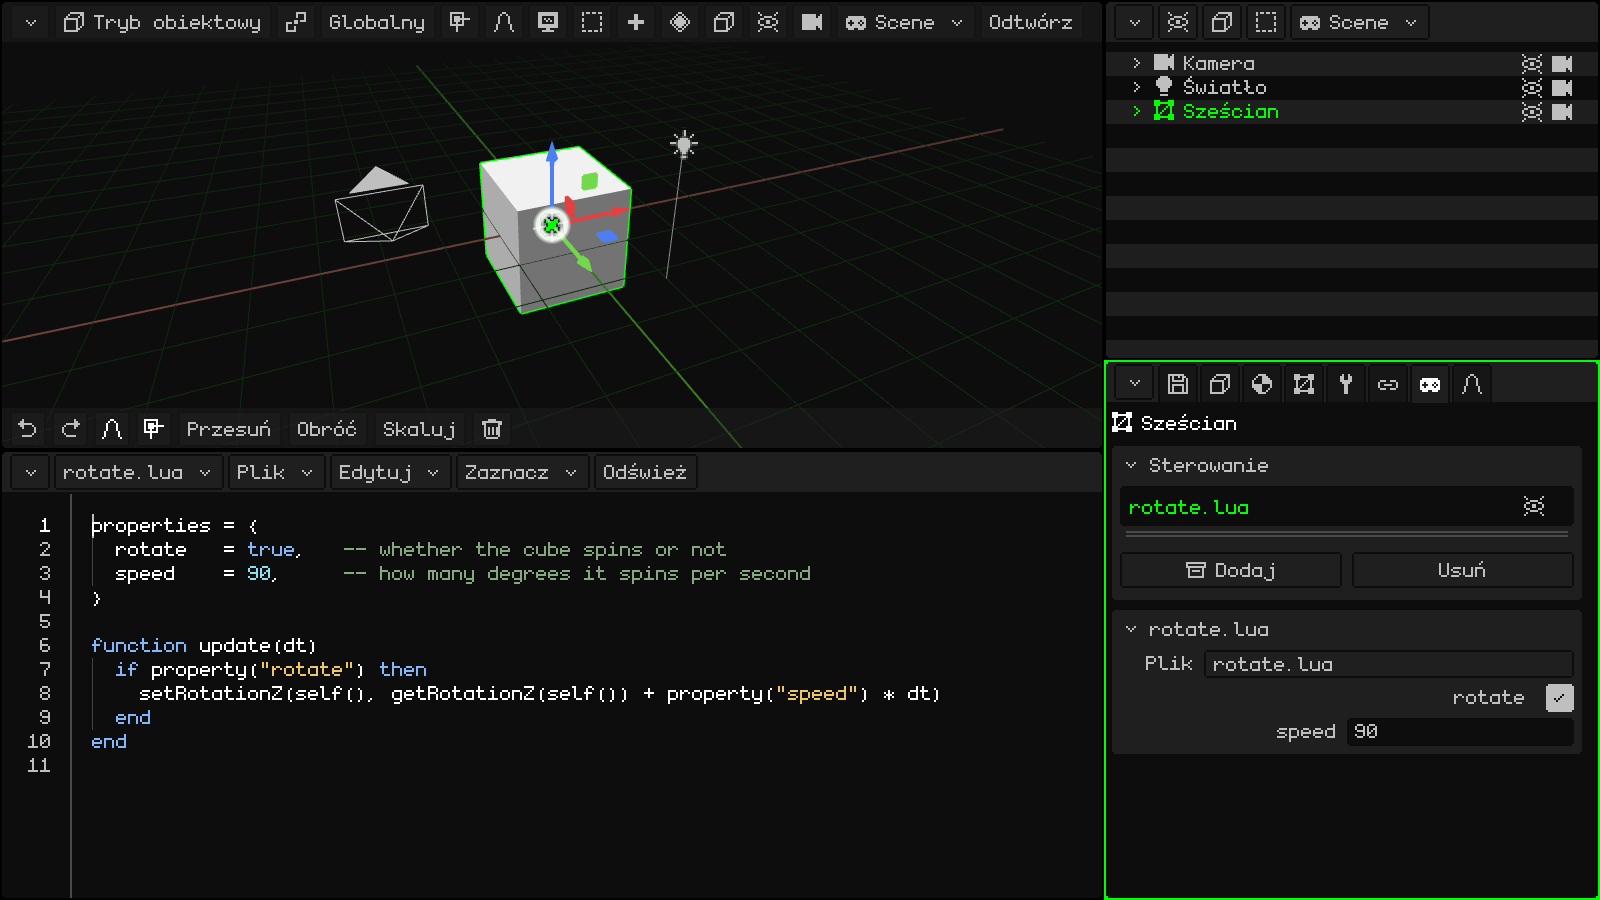 Tryb obiektowy Globalny Scene Odtwórz
Przesuń Obróć Skaluj
rotate.lua Plik Edytuj Zaznacz Odśwież
1 properties = {
2 rotate = true, -- whether the cube spins or not
3 speed = 90, -- how many degrees it spins per second
4 }
5
6 function update(dt)
7 if property("rotate") then
8 setRotationZ(self(), getRotationZ(self()) + property("speed") * dt)
9 end
10 end
11
Scene
Kamera
Światło
Sześcian
Sześcian
Sterowanie
rotate.lua
Dodaj Usuń
rotate.lua
Plik rotate.lua
rotate
speed 90